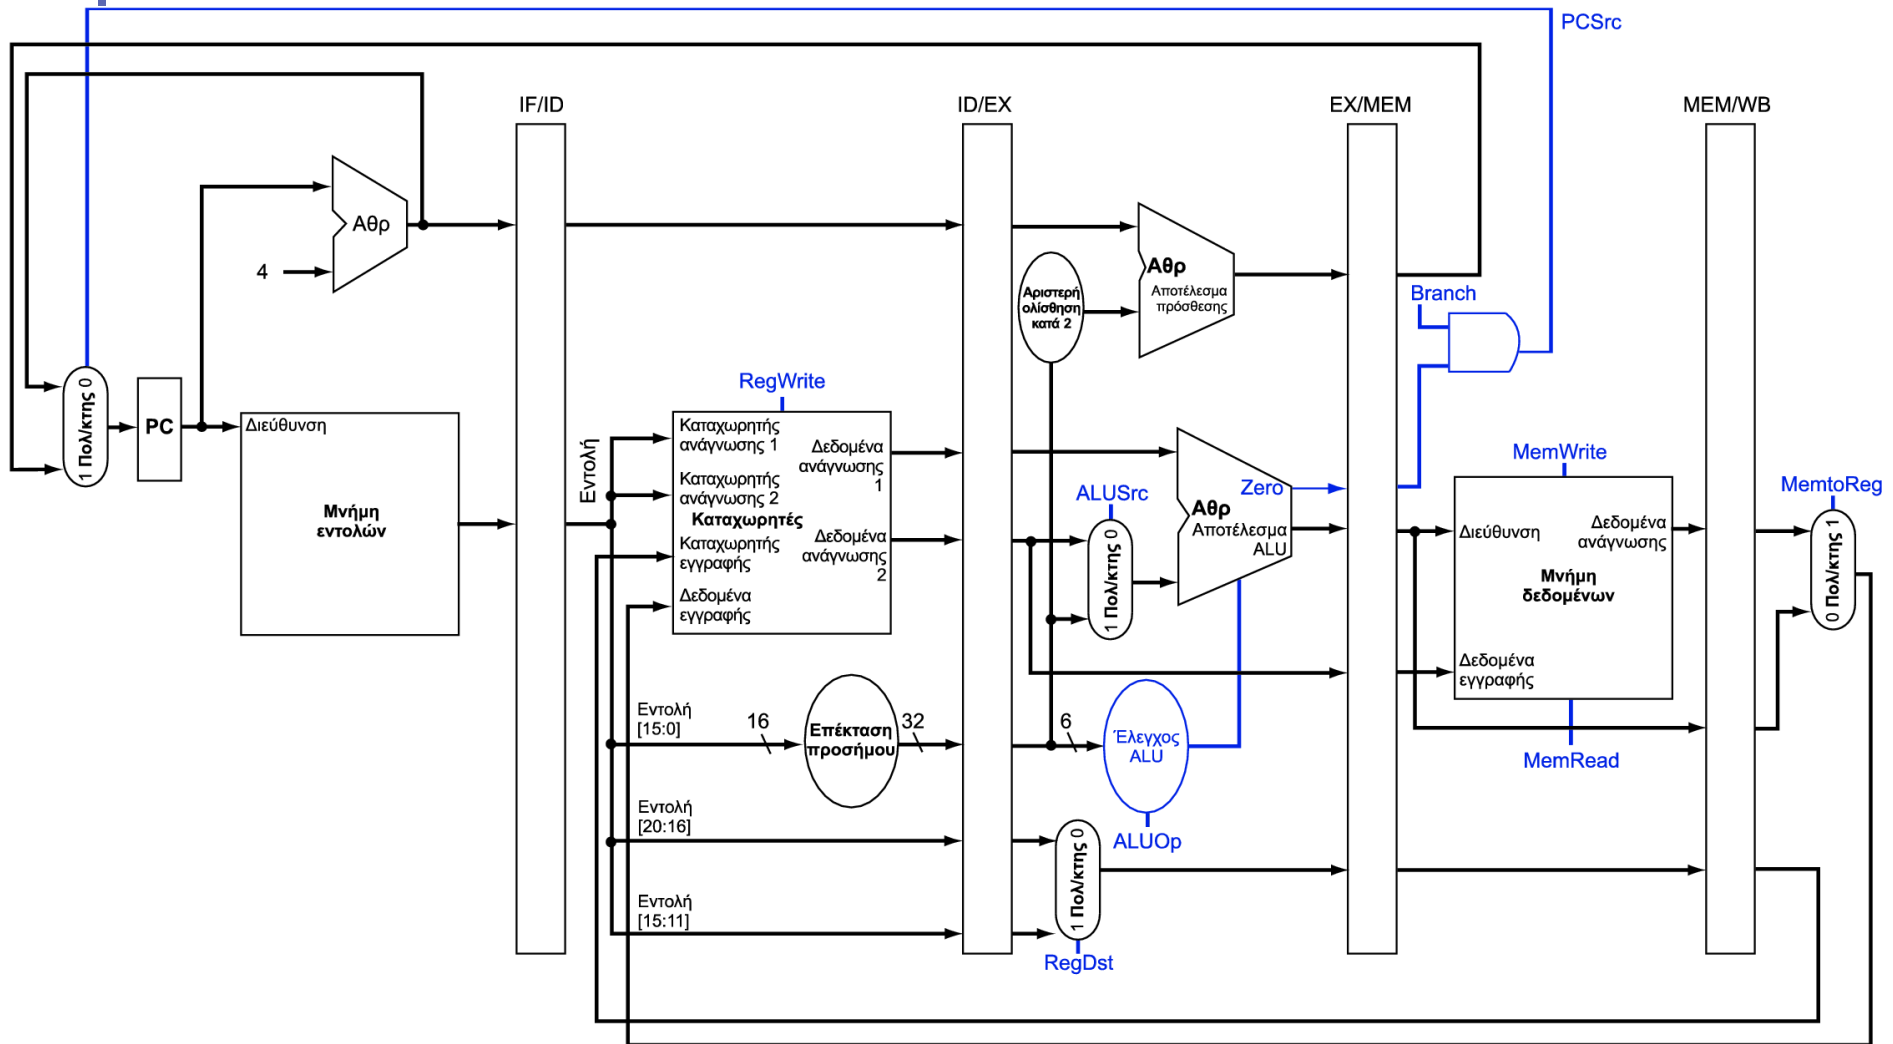 PCSrc
IF/ID
ID/EX
EX/MEM
MEM/WB
Αθρ
4
Αθρ
Αποτέλεσμα
πρόσθεσης
Αριστερή
ολίσθηση
κατά 2
Branch
1 Πολ/κτης 0
PC
Διεύθυνση
Μνήμη
εντολών
Εντολή
RegWrite
Καταχωρητής
ανάγνωσης 1
Καταχωρητής
ανάγνωσης 2
Καταχωρητές
Καταχωρητής
εγγραφής
Δεδομένα
εγγραφής
Δεδομένα
ανάγνωσης
1
Δεδομένα
ανάγνωσης
2
ALUSrc
1 Πολ/κτης 0
Zero
Αθρ
Αποτέλεσμα
ALU
MemWrite
Διεύθυνση
Δεδομένα
ανάγνωσης
Μνήμη
δεδομένων
Δεδομένα
εγγραφής
MemRead
MemtoReg
0 Πολ/κτης 1
Εντολή
[15:0]
16
Επέκταση
προσήμου
32
6
Έλεγχος
ALU
ALUOp
Εντολή
[20:16]
Εντολή
[15:11]
1 Πολ/κτης 0
RegDst